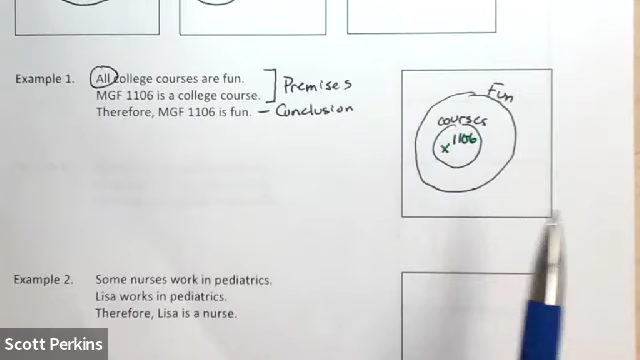 Example 1. All college courses are fun.
MGF 1106 is a college course.
Therefore, MGF 1106 is fun.
Premises
— Conclusion
Fun
courses
x 1106
Example 2. Some nurses work in pediatrics.
Lisa works in pediatrics.
Therefore, Lisa is a nurse.
Scott Perkins